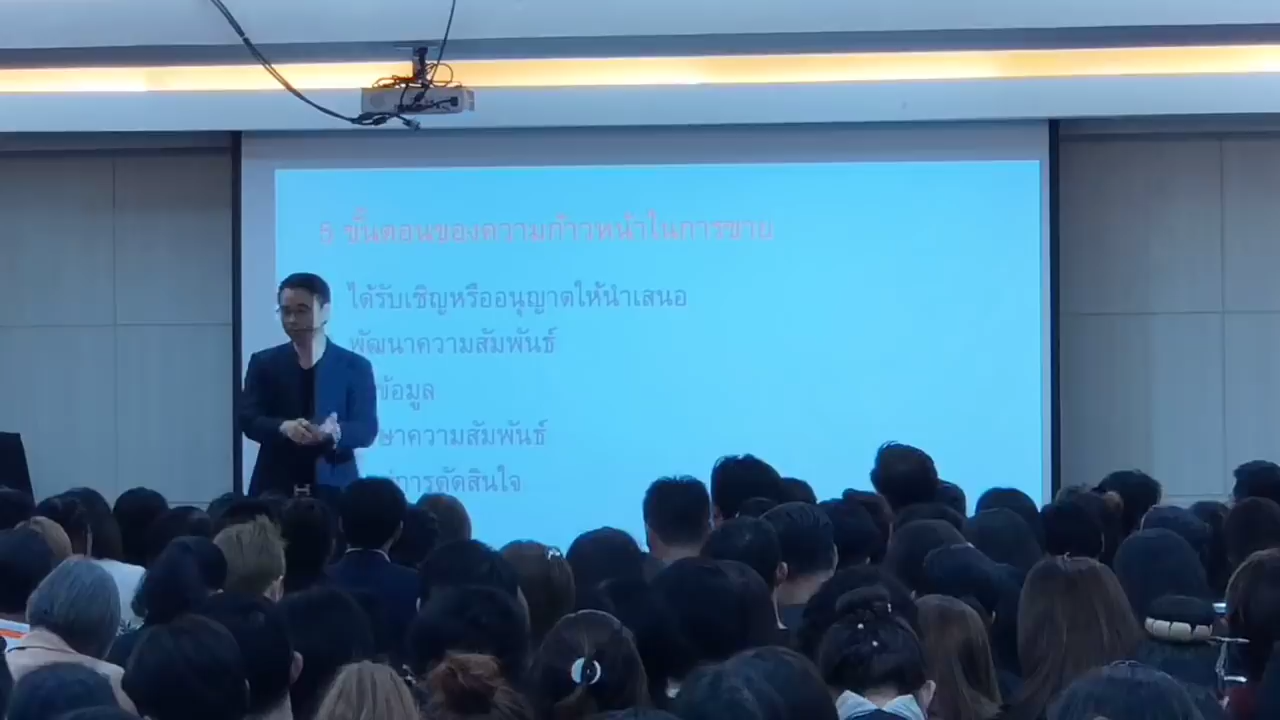 5 ขั้นตอนของความก้าวหน้าในการขาย
ได้รับเชิญหรืออนุญาตให้นำเสนอ
พัฒนาความสัมพันธ์
ข้อมูล
ษาความสัมพันธ์
การตัดสินใจ